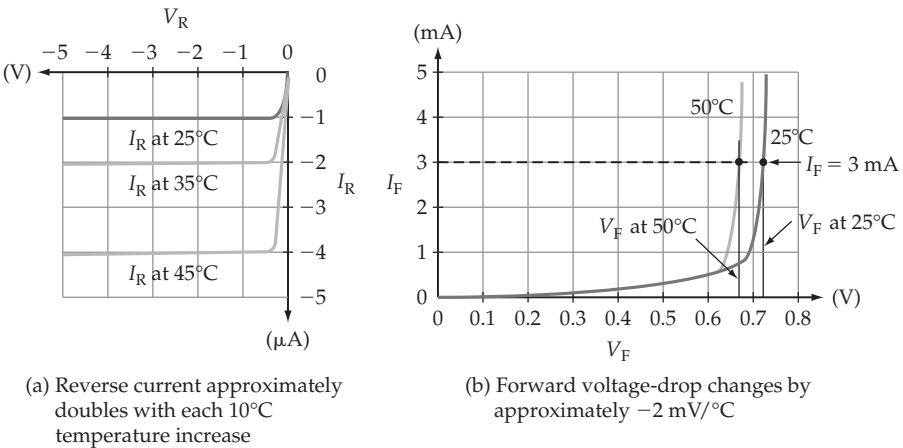 V_R
−5 −4 −3 −2 −1 0
(V)
0
−1
−2
−3
−4
−5
I_R at 25°C
I_R at 35°C
I_R at 45°C
I_R
(μA)
(a) Reverse current approximately
doubles with each 10°C
temperature increase
(mA)
5
4
3
2
1
0
I_F
50°C
25°C
I_F = 3 mA
V_F at 50°C
V_F at 25°C
(V)
0 0.1 0.2 0.3 0.4 0.5 0.6 0.7 0.8
V_F
(b) Forward voltage-drop changes by
approximately −2 mV/°C